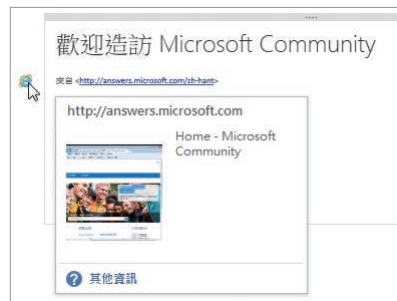 歡迎造訪 Microsoft Community
來自 <http://answers.microsoft.com/zh-hant>
http://answers.microsoft.com
Home - Microsoft
Community
其他資訊